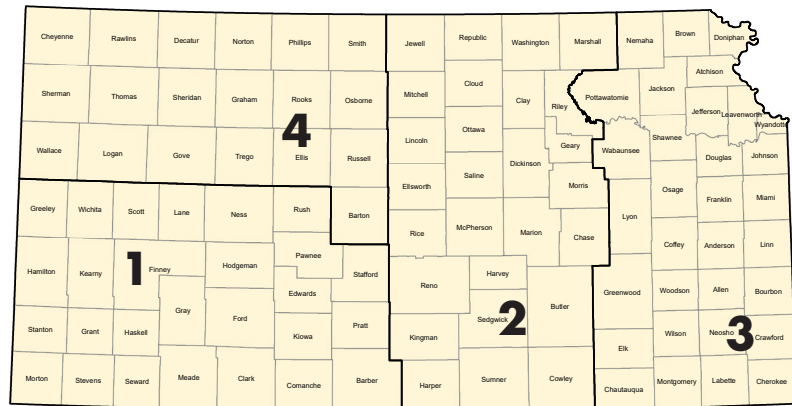 Cheyenne
Rawlins
Decatur
Norton
Phillips
Smith
Jewell
Republic
Washington
Marshall
Nemaha
Brown
Doniphan
Sherman
Thomas
Sheridan
Graham
Rooks
Osborne
Mitchell
Cloud
Clay
Riley
Pottawatomie
Jackson
Atchison
Jefferson
Leavenworth
Wyandotte
4
Lincoln
Ottawa
Shawnee
Wallace
Logan
Gove
Trego
Ellis
Russell
Ellsworth
Saline
Dickinson
Geary
Wabaunsee
Douglas
Johnson
Morris
Osage
Franklin
Miami
Greeley
Wichita
Scott
Lane
Ness
Rush
Barton
Rice
McPherson
Marion
Chase
Lyon
Coffey
Anderson
Linn
Hamilton
Kearny
1
Finney
Hodgeman
Pawnee
Stafford
Edwards
Reno
Harvey
Butler
Greenwood
Woodson
Allen
Bourbon
Gray
Ford
Sedgwick
2
Stanton
Grant
Haskell
Kiowa
Pratt
Kingman
Elk
Wilson
Neosho
3
Crawford
Morton
Stevens
Seward
Meade
Clark
Comanche
Barber
Harper
Sumner
Cowley
Chautauqua
Montgomery
Labette
Cherokee